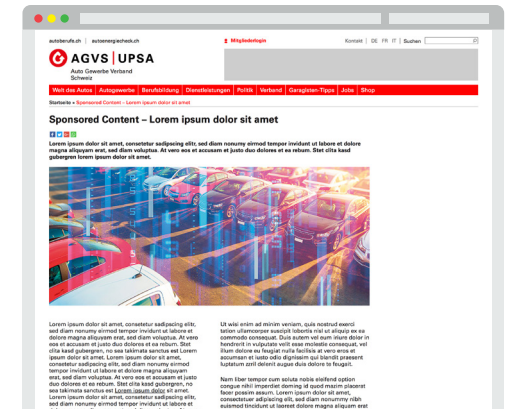 autoberufe.ch | autoenergiecheck.ch
Mitgliederlogin
Kontakt | DE FR IT | Suchen
AGVS | UPSA
Auto Gewerbe Verband
Schweiz
Welt des Autos | Autogewerbe | Berufsbildung | Dienstleistungen | Politik | Verband | Garagisten-Tipps | Jobs | Shop
Startseite » Sponsored Content – Lorem ipsum dolor sit amet
Sponsored Content – Lorem ipsum dolor sit amet
Lorem ipsum dolor sit amet, consetetur sadipscing elitr, sed diam nonumy eirmod tempor invidunt ut labore et dolore
magna aliquyam erat, sed diam voluptua. At vero eos et accusam et justo duo dolores et ea rebum. Stet clita kasd
gubergren lorem ipsum dolor sit amet.
Lorem ipsum dolor sit amet, consetetur sadipscing elitr,
sed diam nonumy eirmod tempor invidunt ut labore et
dolore magna aliquyam erat, sed diam voluptua. At vero
eos et accusam et justo duo dolores et ea rebum. Stet
clita kasd gubergren, no sea takimata sanctus est Lorem
ipsum dolor sit amet. Lorem ipsum dolor sit amet,
consetetur sadipscing elitr, sed diam nonumy eirmod
tempor invidunt ut labore et dolore magna aliquyam
erat, sed diam voluptua. At vero eos et accusam et justo
duo dolores et ea rebum. Stet clita kasd gubergren, no
sea takimata sanctus est Lorem ipsum dolor sit amet.
Lorem ipsum dolor sit amet, consetetur sadipscing elitr,
sed diam nonumy eirmod tempor invidunt ut labore et
Ut wisi enim ad minim veniam, quis nostrud exerci
tation ullamcorper suscipit lobortis nisl ut aliquip ex ea
commodo consequat. Duis autem vel eum iriure dolor in
hendrerit in vulputate velit esse molestie consequat, vel
illum dolore eu feugiat nulla facilisis at vero eros et
accumsan et iusto odio dignissim qui blandit praesent
luptatum zzril delenit augue duis dolore te feugait.
Nam liber tempor cum soluta nobis eleifend option
congue nihil imperdiet doming id quod mazim placerat
facer possim assum. Lorem ipsum dolor sit amet,
consectetuer adipiscing elit, sed diam nonummy nibh
euismod tincidunt ut laoreet dolore magna aliquam erat